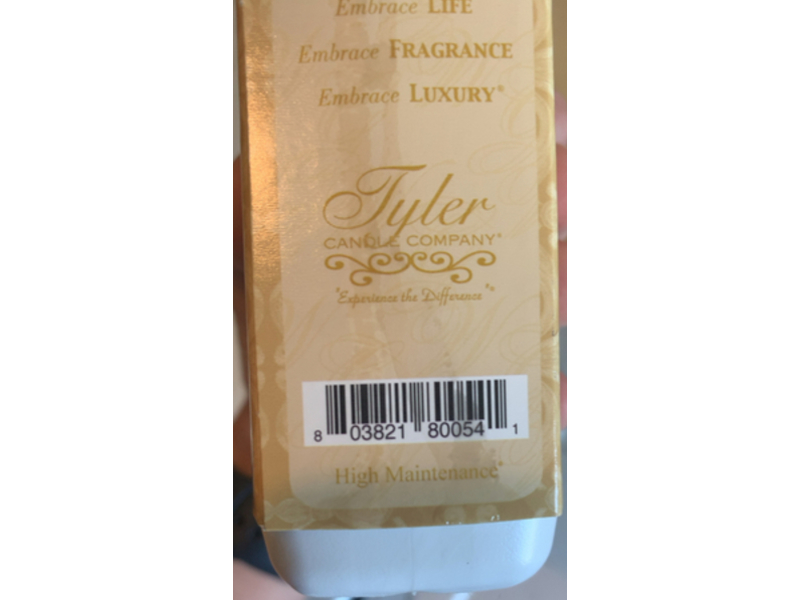 Embrace LIFE
Embrace FRAGRANCE
Embrace LUXURY®
Tyler
CANDLE COMPANY®
"Experience the Difference"®
8 03821 80054 1
High Maintenance®